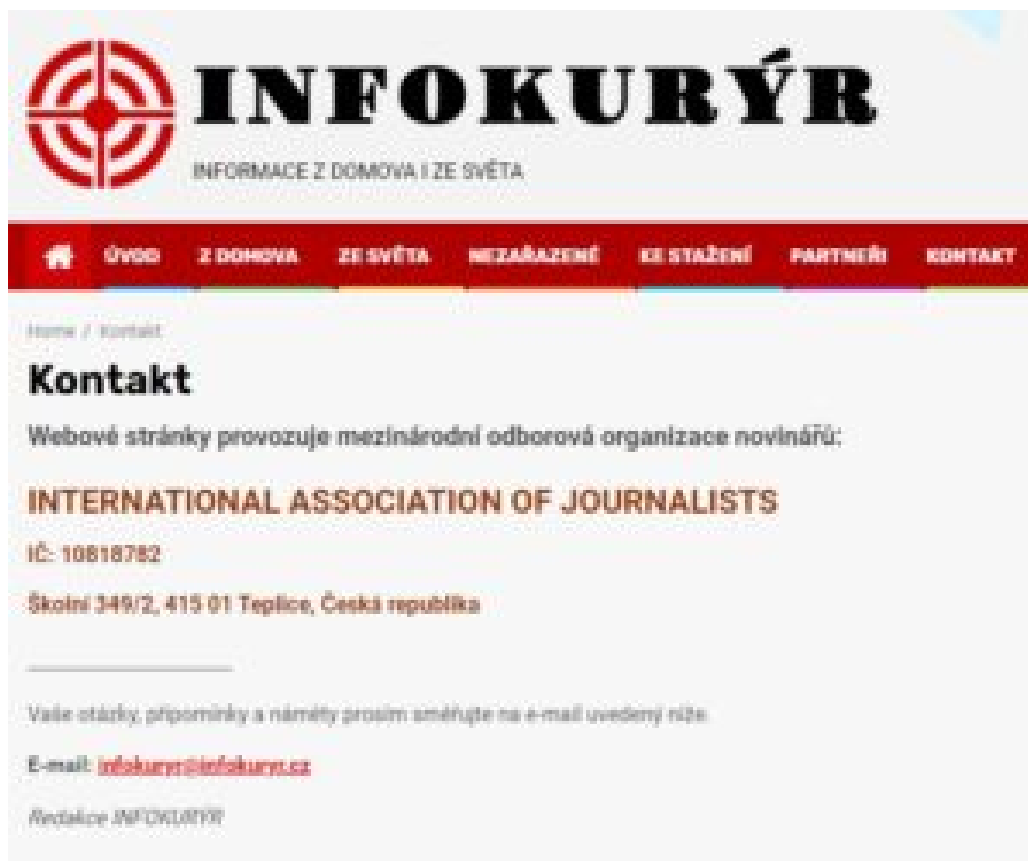 INFOKURÝR
INFORMACE Z DOMOVA I ZE SVĚTA
ÚVOD Z DOMOVA ZE SVĚTA NEZAŘAZENÉ KE STAŽENÍ PARTNEŘI KONTAKT
Home / Kontakt
Kontakt
Webové stránky provozuje mezinárodní odborová organizace novinářů:
INTERNATIONAL ASSOCIATION OF JOURNALISTS
IČ: 10818782
Školní 349/2, 415 01 Teplice, Česká republika
Vaše otázky, připomínky a náměty prosím směřujte na e-mail uvedený níže.
E-mail: infokuryr@infokuryr.cz
Redakce INFOKURÝR